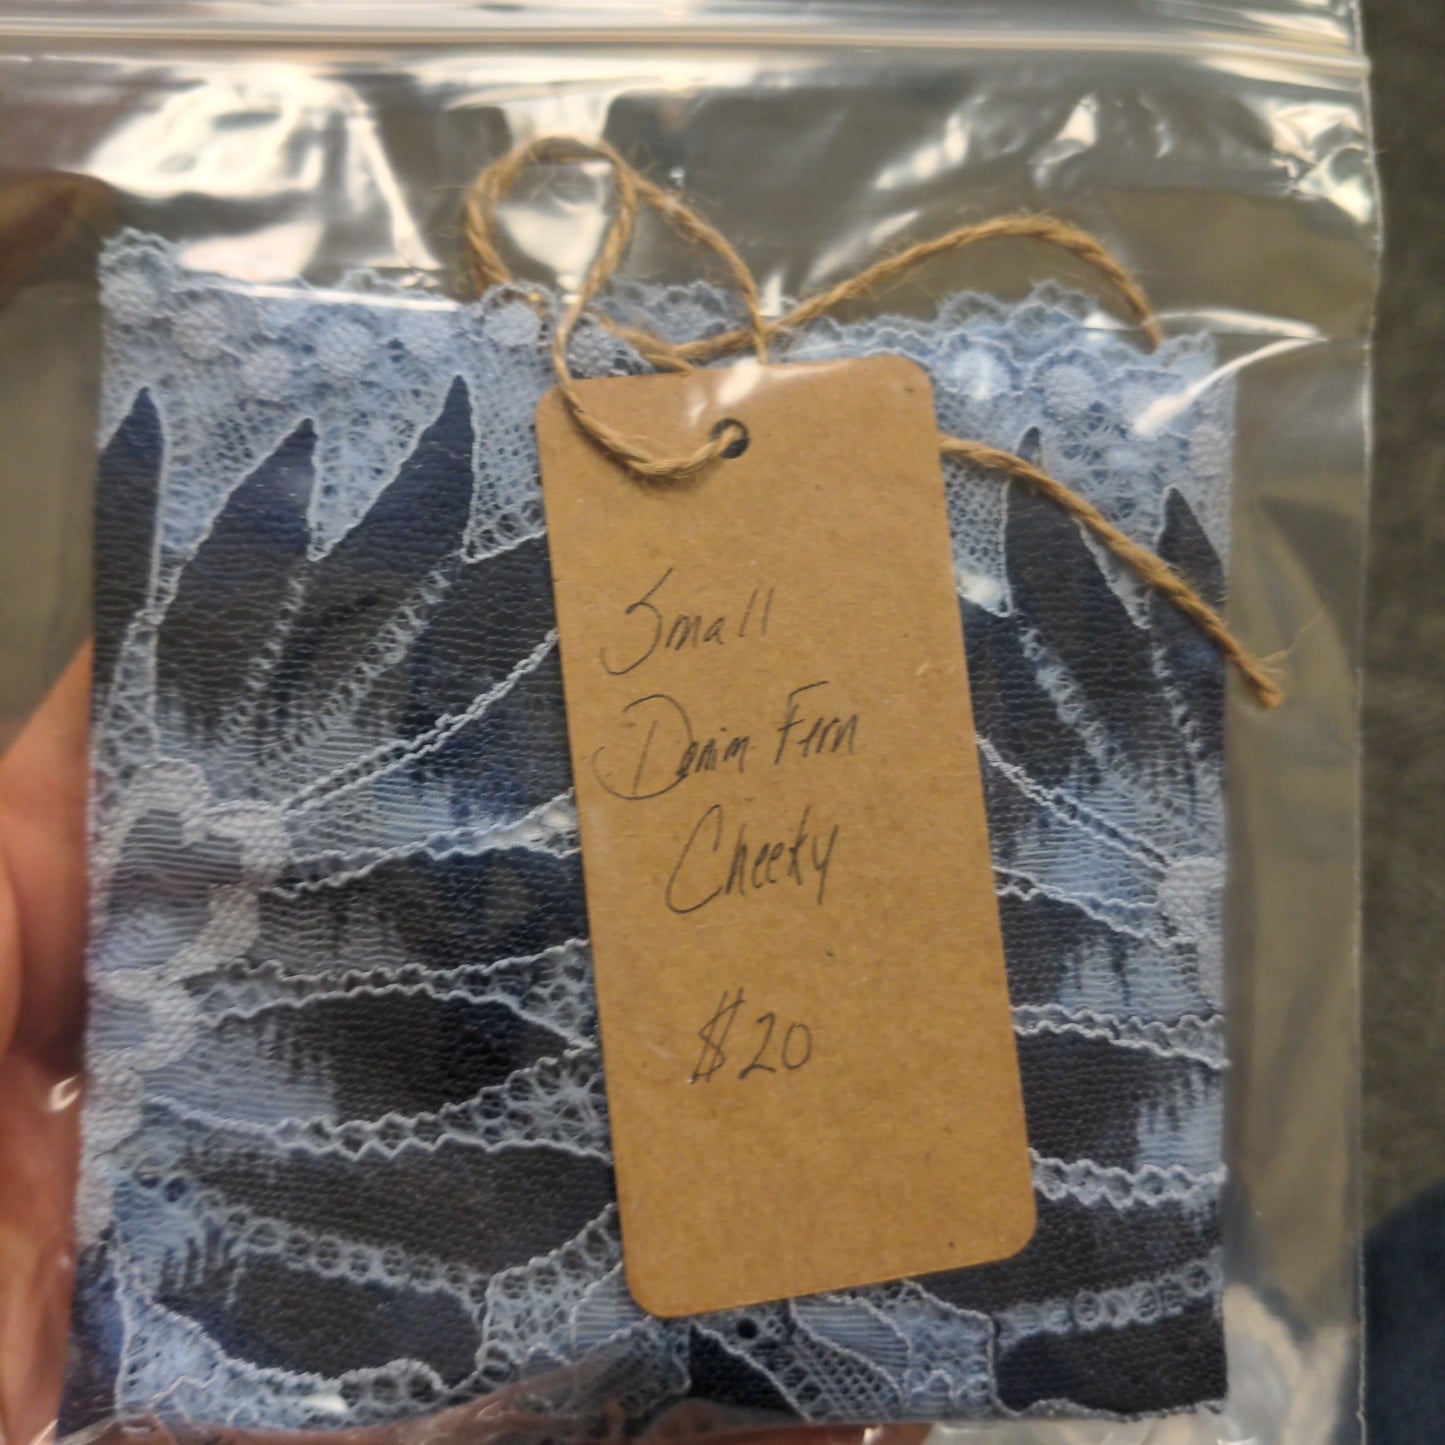 Small
Denim Fern
Cheeky
$20